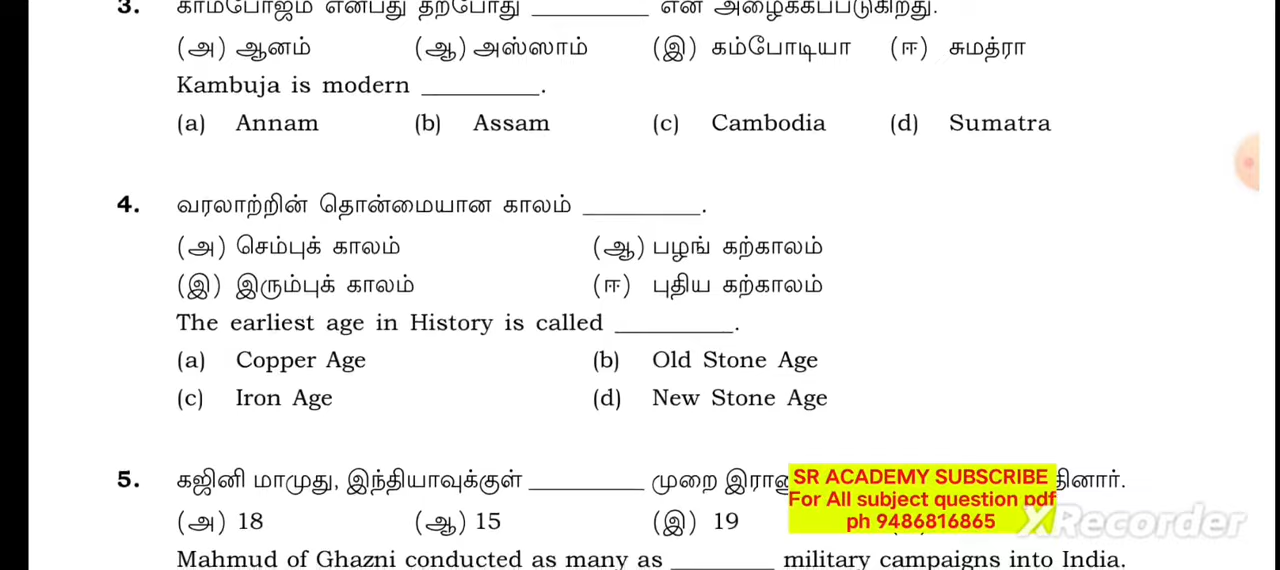 3. காம்போஜம் என்பது தற்போது __________ என அழைக்கப்படுகிறது.
(அ) ஆனம் (ஆ) அஸ்ஸாம் (இ) கம்போடியா (ஈ) சுமத்ரா
Kambuja is modern __________.
(a) Annam (b) Assam (c) Cambodia (d) Sumatra
4. வரலாற்றின் தொன்மையான காலம் __________.
(அ) செம்புக் காலம் (ஆ) பழங் கற்காலம்
(இ) இரும்புக் காலம் (ஈ) புதிய கற்காலம்
The earliest age in History is called __________.
(a) Copper Age (b) Old Stone Age
(c) Iron Age (d) New Stone Age
5. கஜினி மாமுது, இந்தியாவுக்குள் __________ முறை
(அ) 18 (ஆ) 15 (இ) 19
SR ACADEMY SUBSCRIBE
For All subject question pdf
ph 9486816865
XRecorder
Mahmud of Ghazni conducted as many as _________ military campaigns into India.